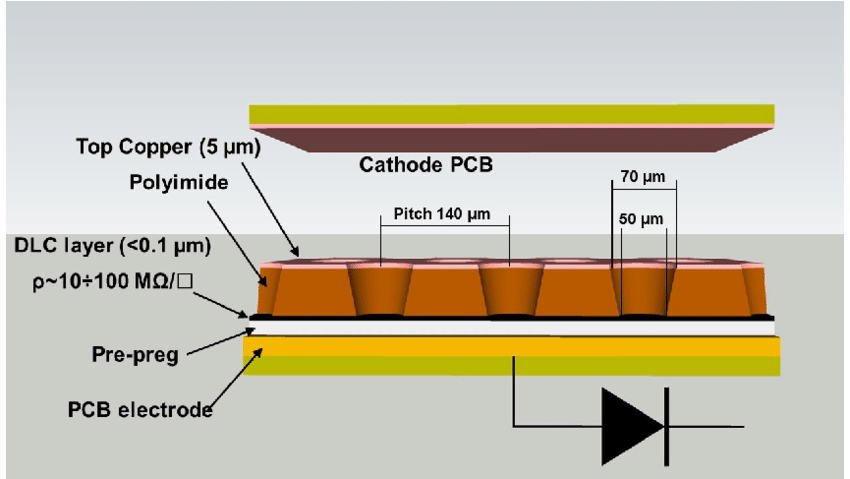 Top Copper (5 µm)
Cathode PCB
Polyimide
70 µm
Pitch 140 µm
50 µm
DLC layer (<0.1 µm)
ρ~10÷100 MΩ/□
Pre-preg
PCB electrode